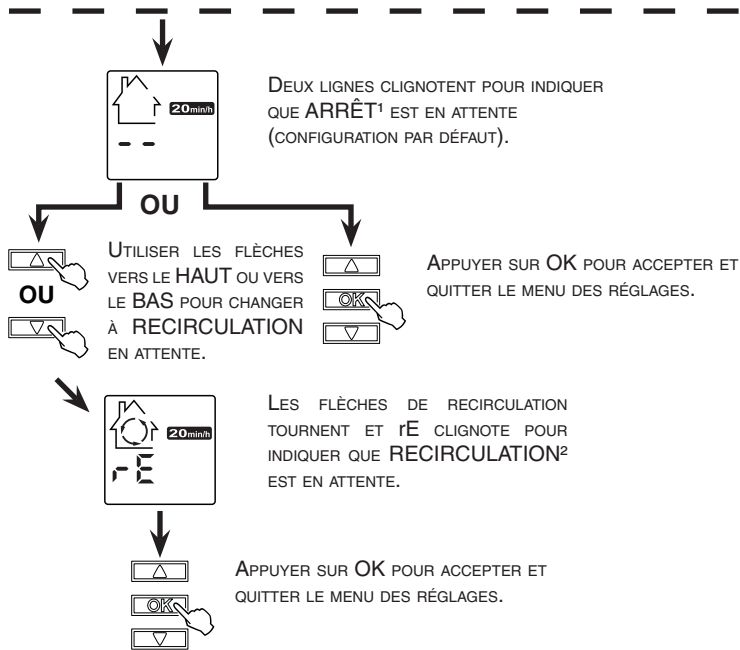 20min/h
DEUX LIGNES CLIGNOTENT POUR INDIQUER
QUE ARRÊT¹ EST EN ATTENTE
(CONFIGURATION PAR DÉFAUT).
- -
OU
OU
UTILISER LES FLÈCHES
VERS LE HAUT OU VERS
LE BAS POUR CHANGER
À RECIRCULATION
EN ATTENTE.
OK
APPUYER SUR OK POUR ACCEPTER ET
QUITTER LE MENU DES RÉGLAGES.
20min/h
rE
LES FLÈCHES DE RECIRCULATION
TOURNENT ET rE CLIGNOTE POUR
INDIQUER QUE RECIRCULATION²
EST EN ATTENTE.
OK
APPUYER SUR OK POUR ACCEPTER ET
QUITTER LE MENU DES RÉGLAGES.